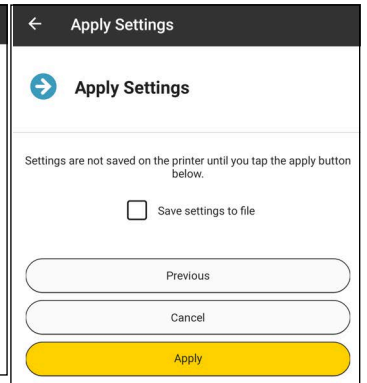 Apply Settings
Apply Settings
Settings are not saved on the printer until you tap the apply button
below.
Save settings to file
Previous
Cancel
Apply